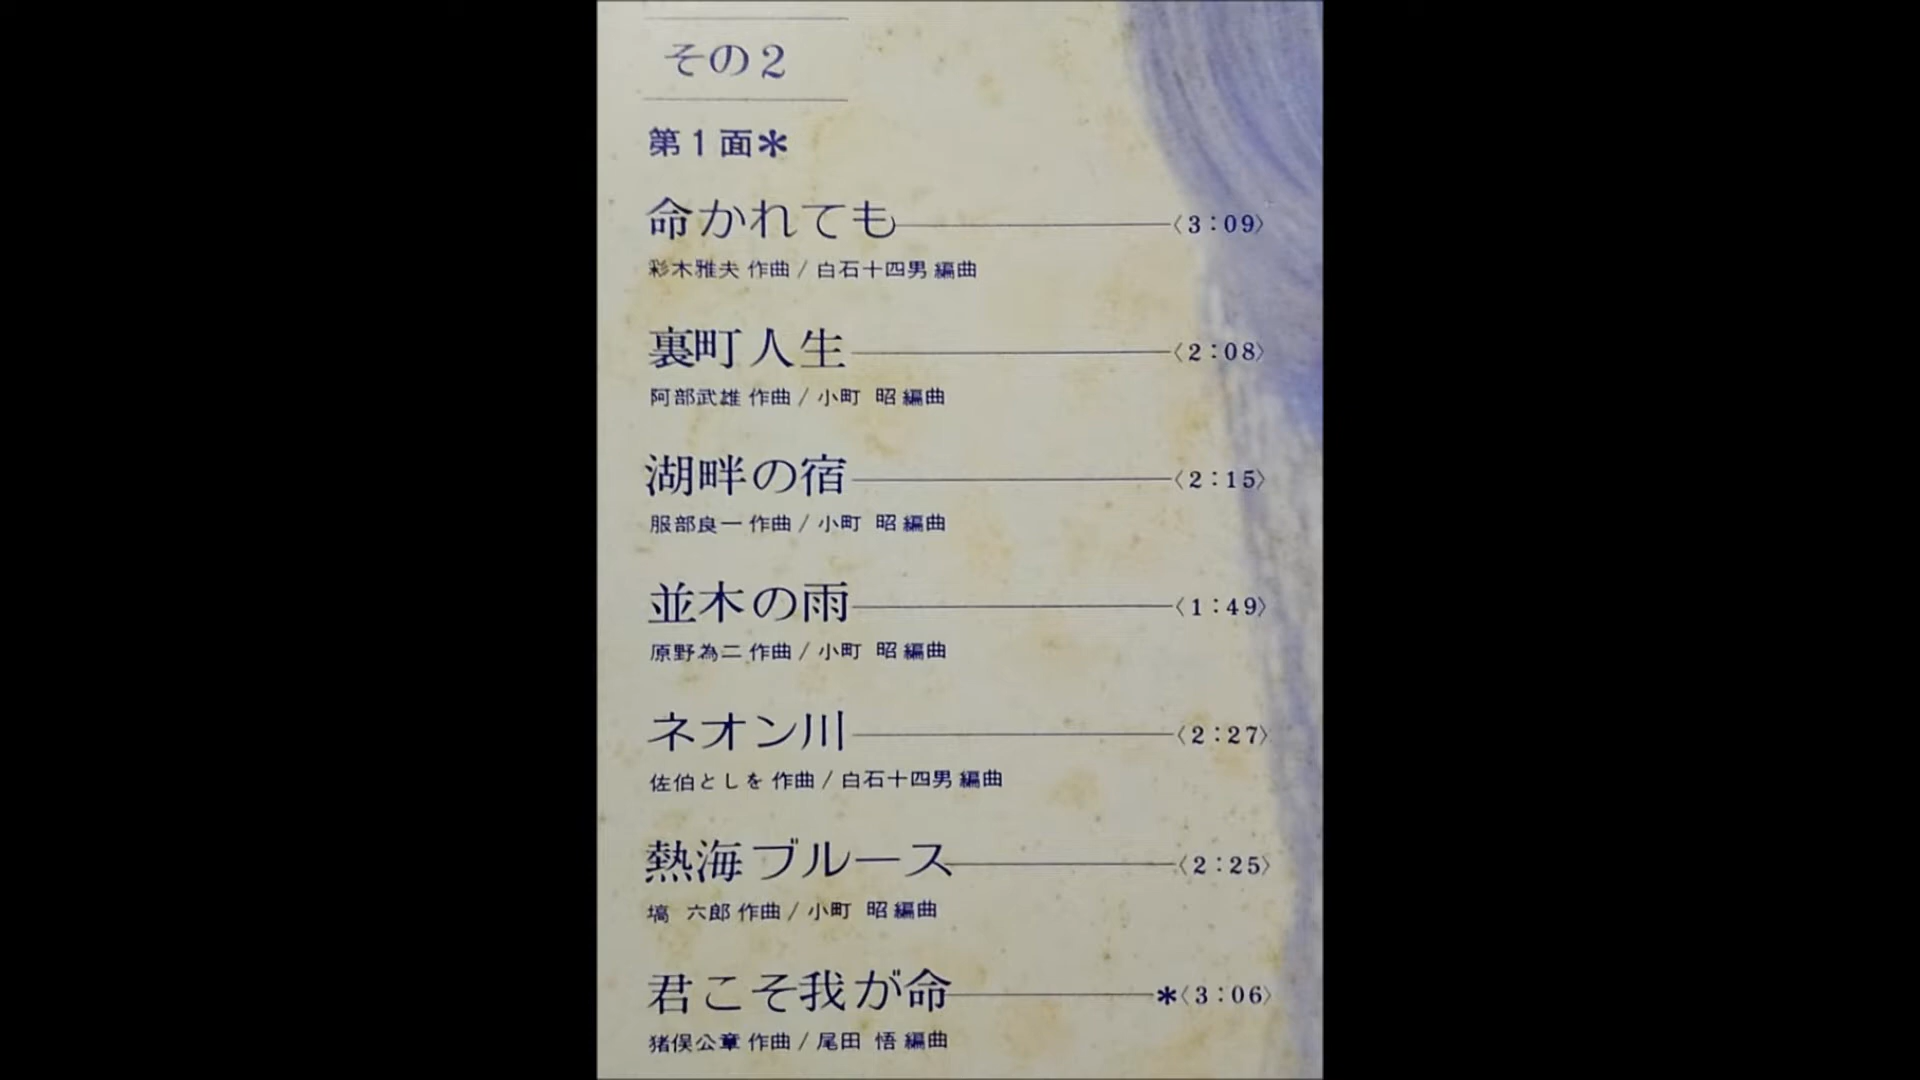 その2
第1面＊
命かれても――〈3：09〉
彩木雅夫 作曲 / 白石十四男 編曲
裏町人生――〈2：08〉
阿部武雄 作曲 / 小町 昭 編曲
湖畔の宿――〈2：15〉
服部良一 作曲 / 小町 昭 編曲
並木の雨――〈1：49〉
原野為二 作曲 / 小町 昭 編曲
ネオン川――〈2：27〉
佐伯としを 作曲 / 白石十四男 編曲
熱海ブルース――〈2：25〉
塙 六郎 作曲 / 小町 昭 編曲
君こそ我が命――＊〈3：06〉
猪俣公章 作曲 / 尾田 悟 編曲